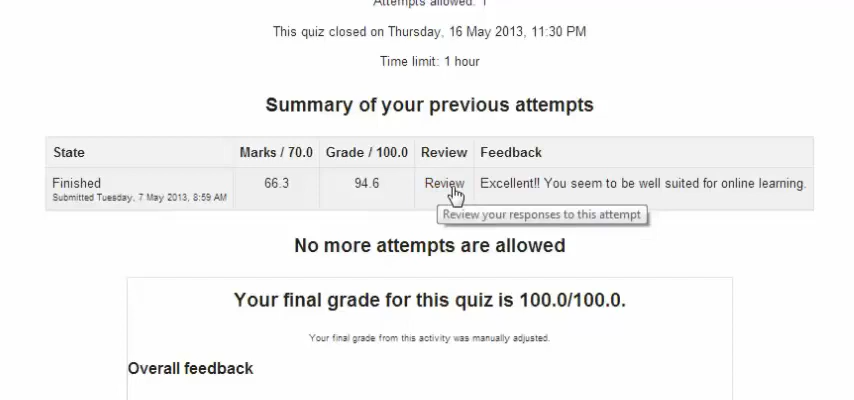 Attempts allowed: 1
This quiz closed on Thursday, 16 May 2013, 11:30 PM
Time limit: 1 hour
Summary of your previous attempts
State Marks / 70.0 Grade / 100.0 Review Feedback
Finished 66.3 94.6 Review Excellent!! You seem to be well suited for online learning.
Submitted Tuesday, 7 May 2013, 8:59 AM
Review your responses to this attempt
No more attempts are allowed
Your final grade for this quiz is 100.0/100.0.
Your final grade from this activity was manually adjusted.
Overall feedback